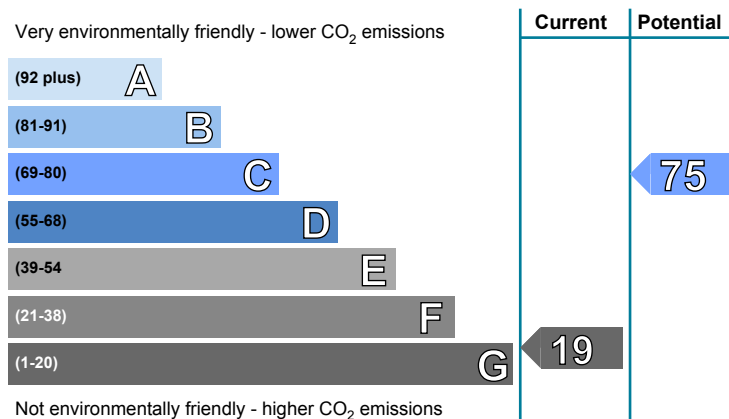 Very environmentally friendly - lower CO2 emissions
Current
Potential
(92 plus) A
(81-91) B
(69-80) C
75
(55-68) D
(39-54 E
(21-38) F
(1-20) G
19
Not environmentally friendly - higher CO2 emissions